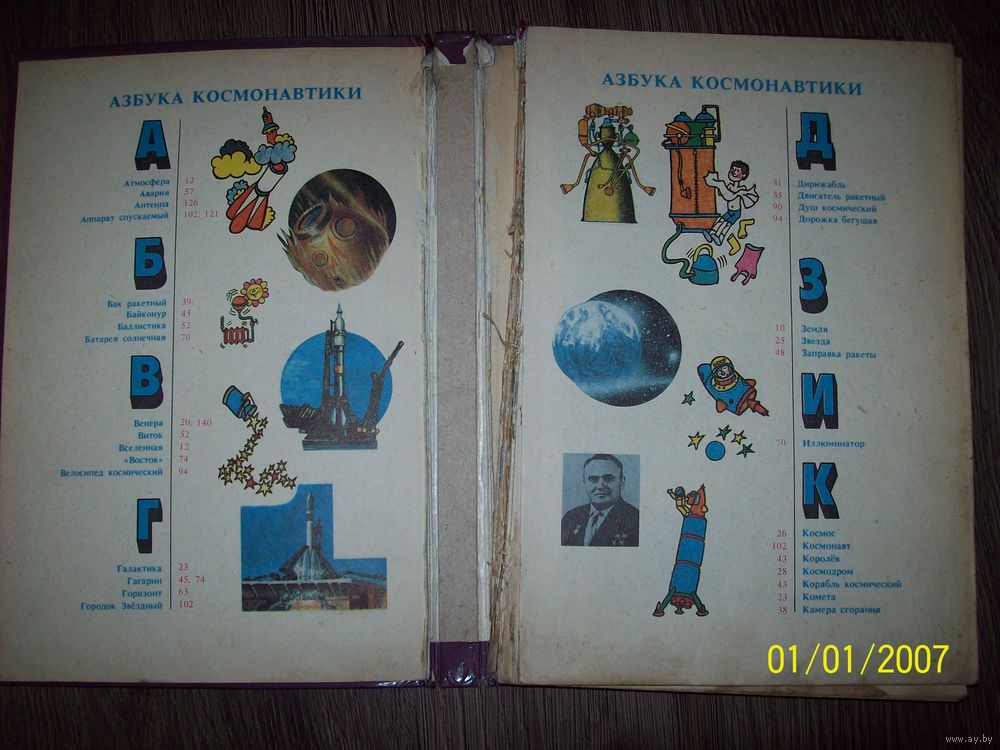 АЗБУКА КОСМОНАВТИКИ
А
Атмосфера 12
Авария 57
Антенна 126
Аппарат спускаемый 102; 121
Б
Бак ракетный 39
Байконур 45
Баллистика 52
Батарея солнечная 70
В
Венера 20; 140
Виток 52
Вселенная 12
«Восток» 74
Велосипед космический 94
Г
Галактика 23
Гагарин 45, 74
Горизонт 63
Городок Звёздный 102
АЗБУКА КОСМОНАВТИКИ
Д
31 Дирижабль
35 Двигатель ракетный
90 Душ космический
94 Дорожка бегущая
З
10 Земля
25 Звезда
48 Заправка ракеты
И
70 Иллюминатор
К
26 Космос
102 Космонавт
43 Королёв
28 Космодром
43 Корабль космический
23 Комета
38 Камера сгорания
01/01/2007
www.ay.by